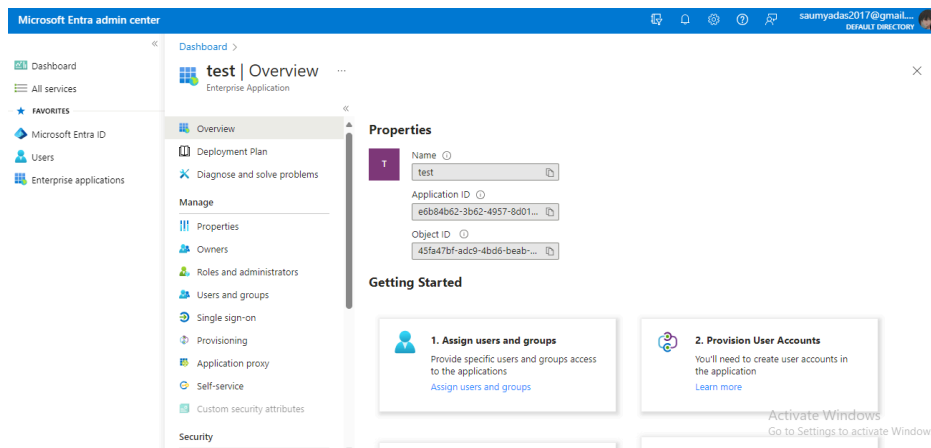 Microsoft Entra admin center
saumyadas2017@gmail....
DEFAULT DIRECTORY
Dashboard
All services
FAVORITES
Microsoft Entra ID
Users
Enterprise applications
Dashboard >
test | Overview ...
Enterprise Application
Overview
Deployment Plan
Diagnose and solve problems
Manage
Properties
Owners
Roles and administrators
Users and groups
Single sign-on
Provisioning
Application proxy
Self-service
Custom security attributes
Security
Properties
T
Name
test
Application ID
e6b84b62-3b62-4957-8d01...
Object ID
45fa47bf-adc9-4bd6-beab-...
Getting Started
1. Assign users and groups
Provide specific users and groups access
to the applications
Assign users and groups
2. Provision User Accounts
You'll need to create user accounts in
the application
Learn more
Activate Windows
Go to Settings to activate Window